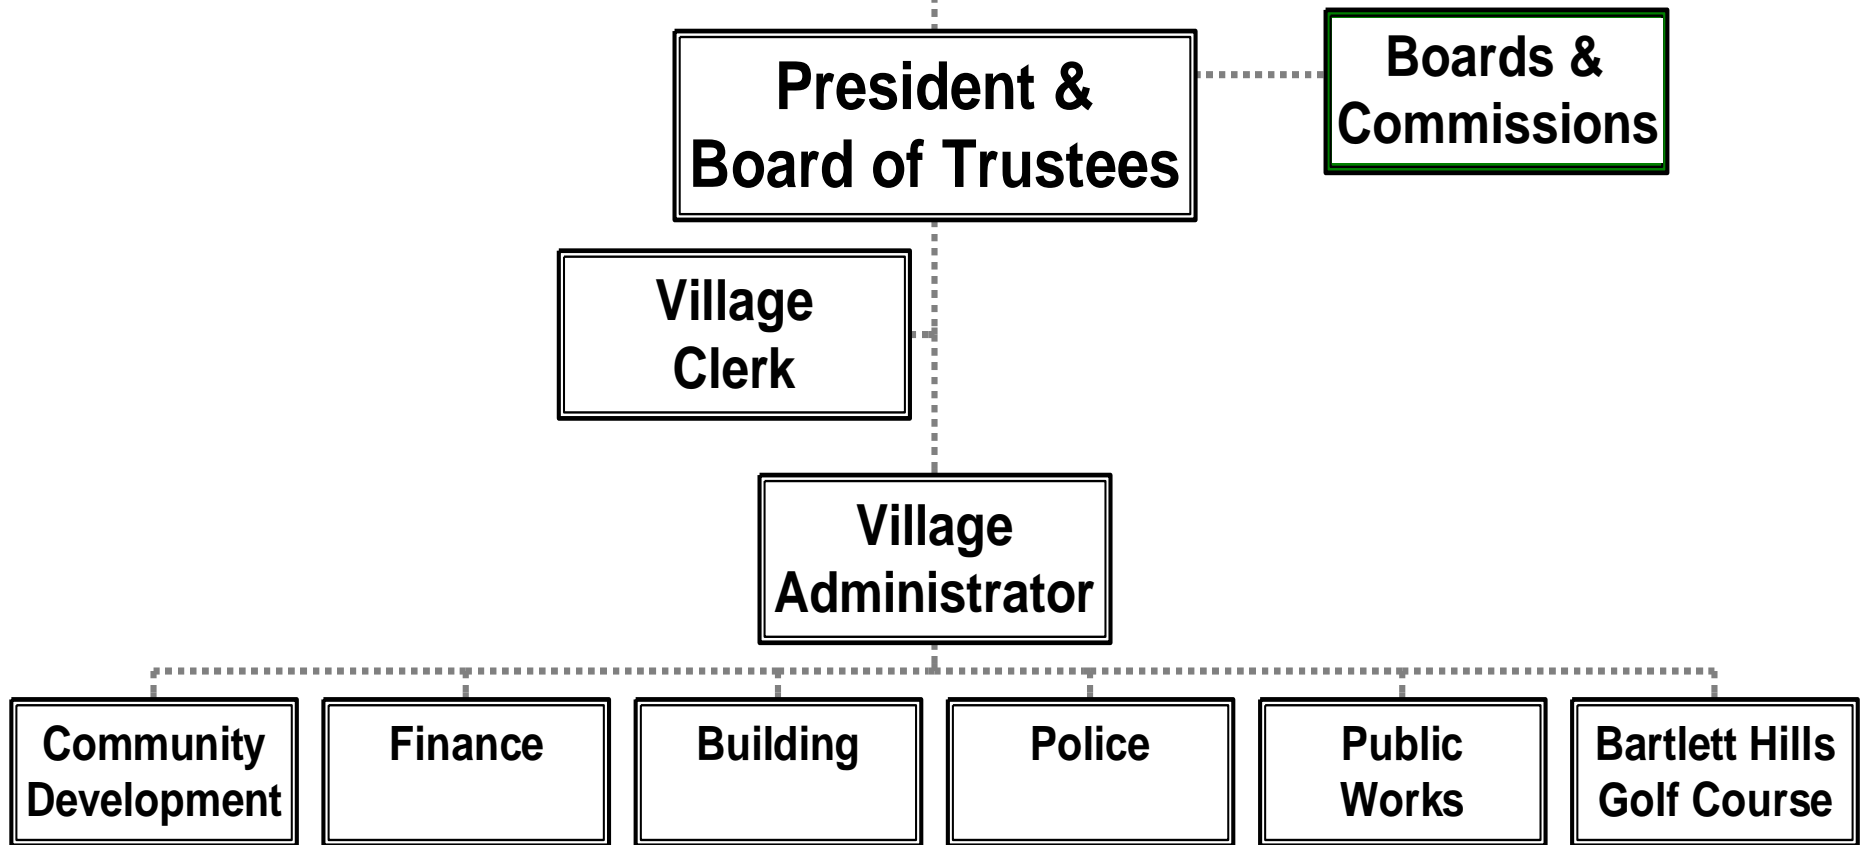 President &
Board of Trustees
Boards &
Commissions
Village
Clerk
Village
Administrator
Community
Development
Finance
Building
Police
Public
Works
Bartlett Hills
Golf Course